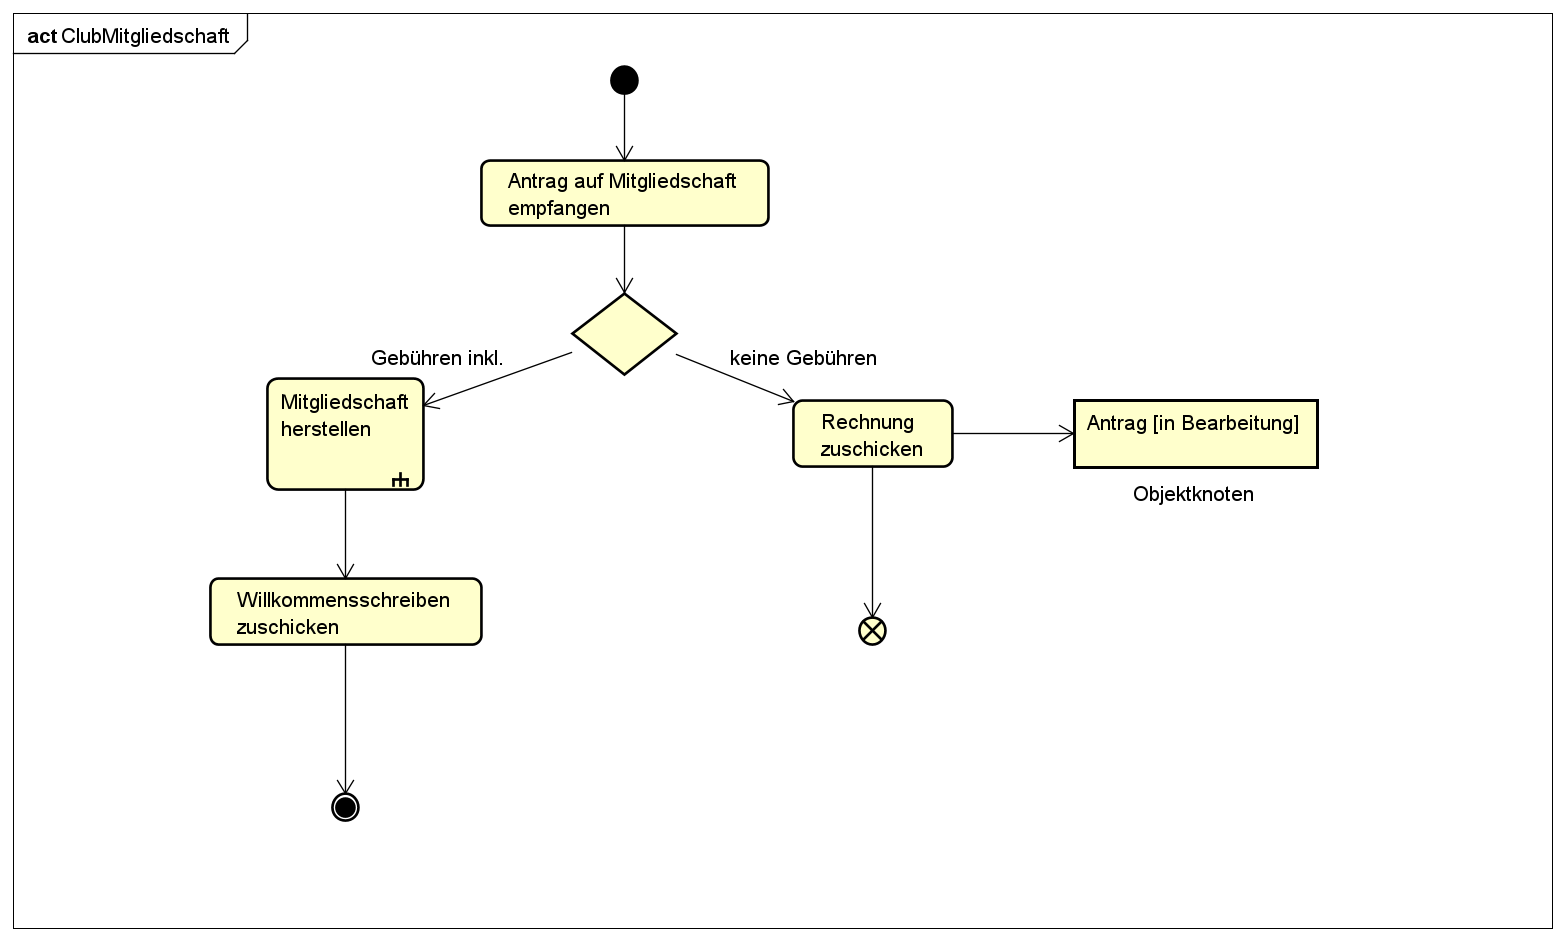 act ClubMitgliedschaft
Antrag auf Mitgliedschaft
empfangen
Gebühren inkl.
keine Gebühren
Mitgliedschaft
herstellen
Rechnung
zuschicken
Antrag [in Bearbeitung]
Objektknoten
Willkommensschreiben
zuschicken